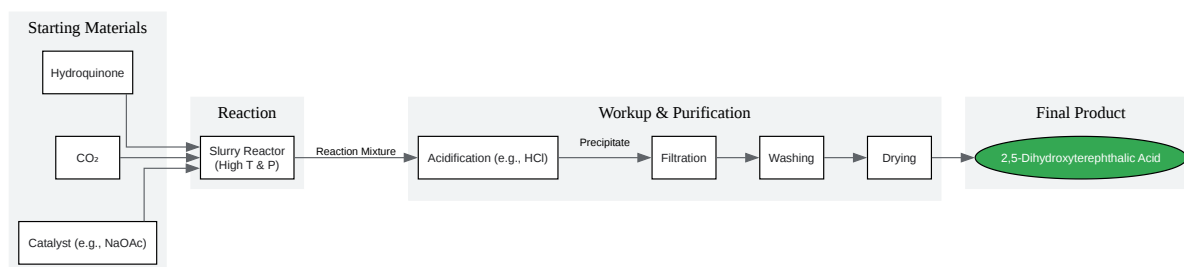 Starting Materials
Hydroquinone
CO₂
Catalyst (e.g., NaOAc)
Reaction
Slurry Reactor
(High T & P)
Reaction Mixture
Workup & Purification
Acidification (e.g., HCl)
Precipitate
Filtration
Washing
Drying
Final Product
2,5-Dihydroxyterephthalic Acid